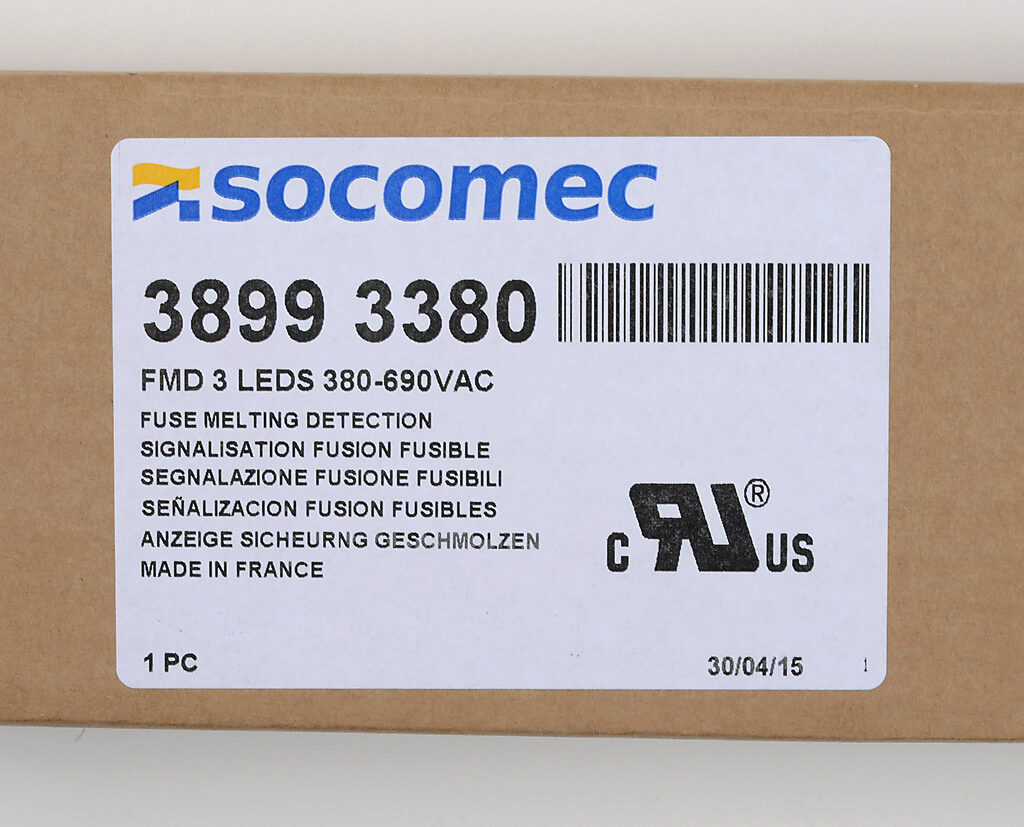 socomec
3899 3380
FMD 3 LEDS 380-690VAC
FUSE MELTING DETECTION
SIGNALISATION FUSION FUSIBLE
SEGNALAZIONE FUSIONE FUSIBILI
SEÑALIZACION FUSION FUSIBLES
ANZEIGE SICHEURNG GESCHMOLZEN
MADE IN FRANCE
C RU® US
1 PC
30/04/15 1